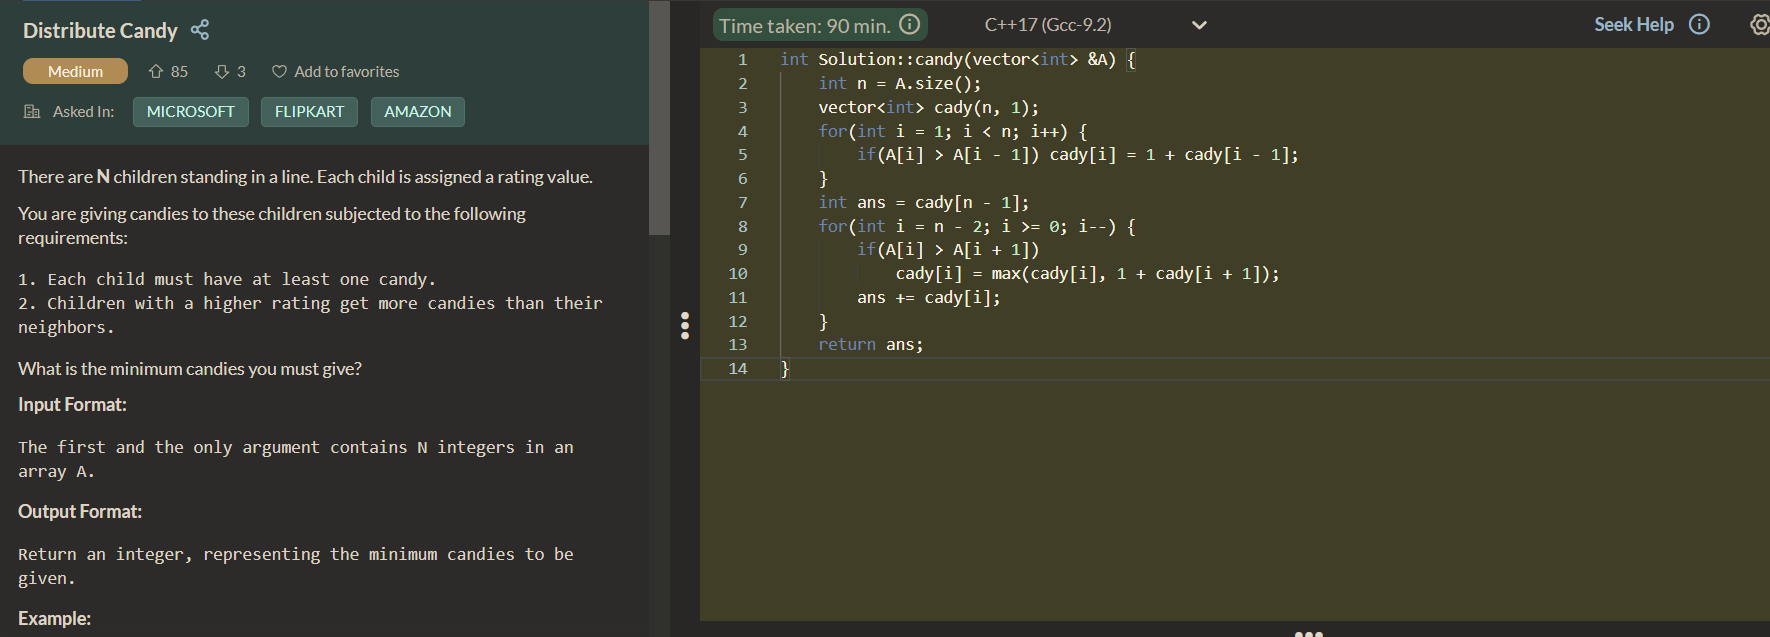 Distribute Candy
Medium 85 3 Add to favorites
Asked In: MICROSOFT FLIPKART AMAZON
There are N children standing in a line. Each child is assigned a rating value.
You are giving candies to these children subjected to the following
requirements:
1. Each child must have at least one candy.
2. Children with a higher rating get more candies than their
neighbors.
What is the minimum candies you must give?
Input Format:
The first and the only argument contains N integers in an
array A.
Output Format:
Return an integer, representing the minimum candies to be
given.
Example:
Time taken: 90 min. C++17 (Gcc-9.2) Seek Help
1 int Solution::candy(vector<int> &A) {
2     int n = A.size();
3     vector<int> cady(n, 1);
4     for(int i = 1; i < n; i++) {
5         if(A[i] > A[i - 1]) cady[i] = 1 + cady[i - 1];
6     }
7     int ans = cady[n - 1];
8     for(int i = n - 2; i >= 0; i--) {
9         if(A[i] > A[i + 1])
10             cady[i] = max(cady[i], 1 + cady[i + 1]);
11         ans += cady[i];
12     }
13     return ans;
14 }